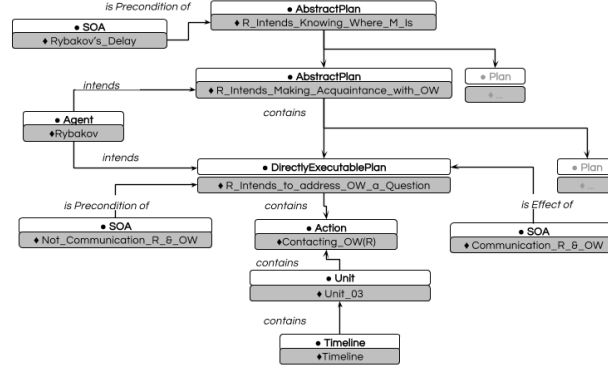 is Precondition of
● AbstractPlan
♦ R_Intends_Knowing_Where_M_Is
● SOA
♦ Rybakov's_Delay
● AbstractPlan
♦ R_Intends_Making_Acquaintance_with_OW
● Plan
♦ ...
intends
contains
● Agent
♦Rybakov
intends
● DirectlyExecutablePlan
♦ R_Intends_to_address_OW_a_Question
● Plan
♦ ...
is Precondition of
contains
is Effect of
● SOA
♦ Not_Communication_R_&_OW
● Action
♦Contacting_OW(R)
● SOA
♦ Communication_R_&_OW
contains
● Unit
♦ Unit_03
contains
● Timeline
♦Timeline